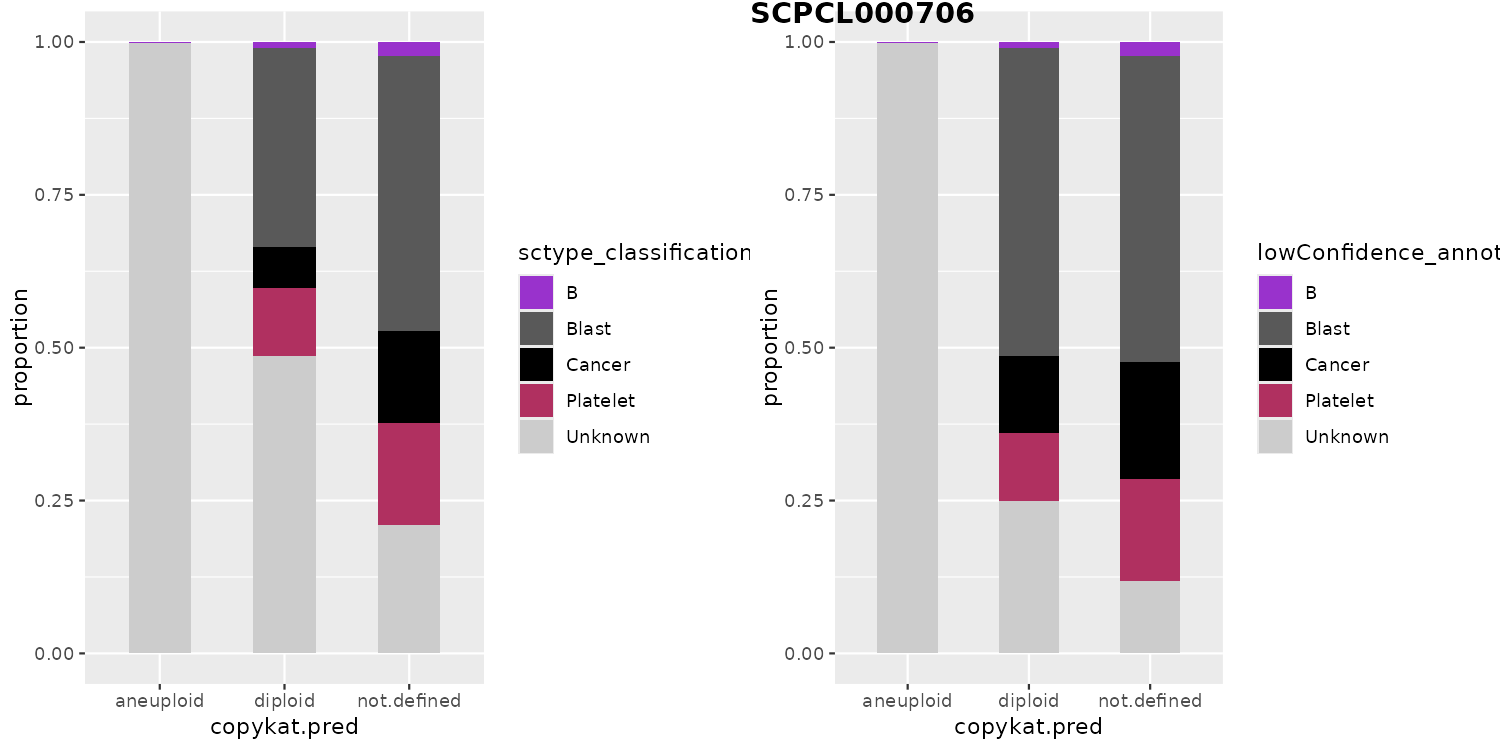 SCPCL000706
1.00
0.75
0.50
0.25
0.00
proportion
aneuploid diploid not.defined
copykat.pred
sctype_classification
B
Blast
Cancer
Platelet
Unknown
1.00
0.75
0.50
0.25
0.00
proportion
aneuploid diploid not.defined
copykat.pred
lowConfidence_annot
B
Blast
Cancer
Platelet
Unknown